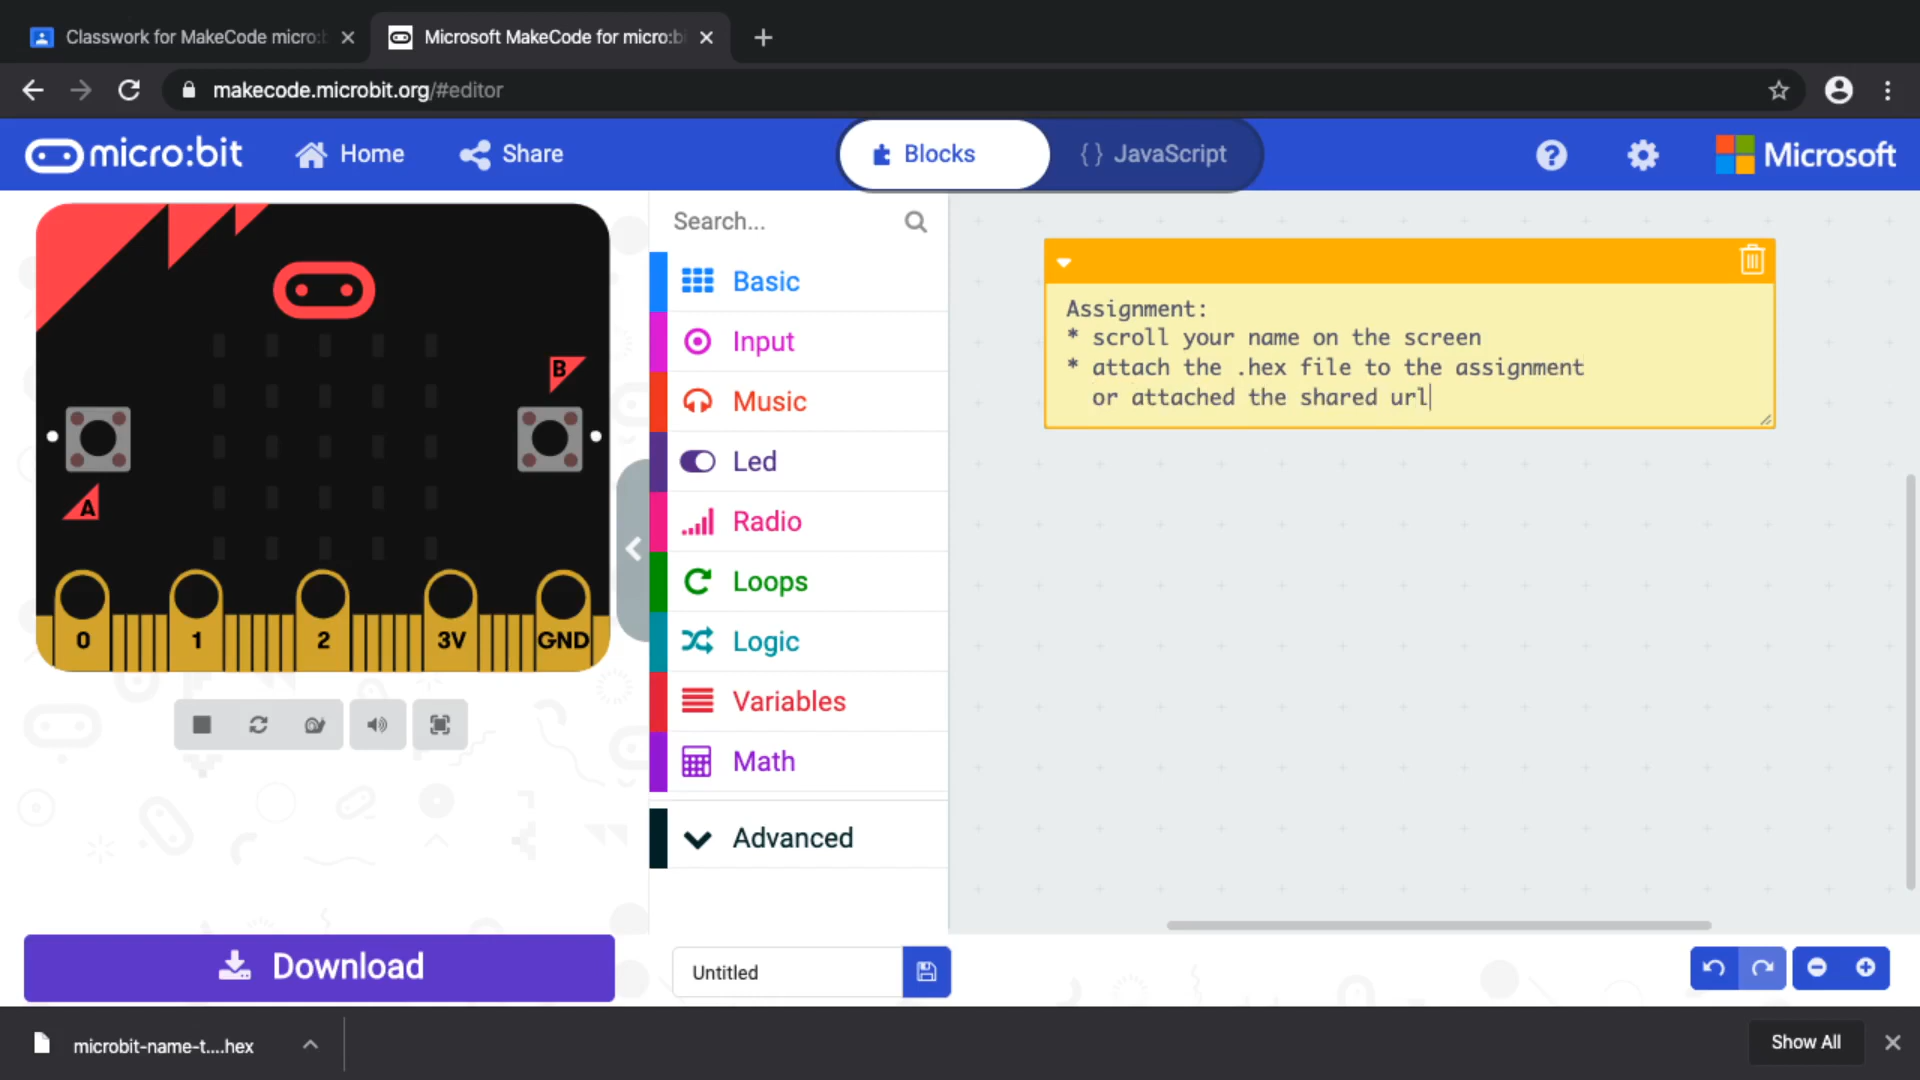 Classwork for MakeCode micro:b
Microsoft MakeCode for micro:b
makecode.microbit.org/#editor
micro:bit
Home
Share
Blocks
{ } JavaScript
Microsoft
Search...
Basic
Input
Music
Led
Radio
Loops
Logic
Variables
Math
Advanced
Assignment:
* scroll your name on the screen
* attach the .hex file to the assignment
or attached the shared url
B
A
0 1 2 3V GND
Download
Untitled
microbit-name-t....hex
Show All